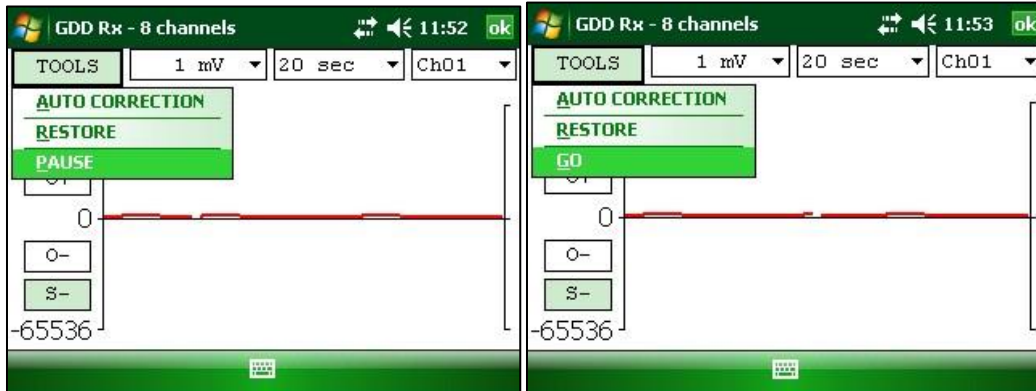 GDD Rx - 8 channels 11:52 ok
TOOLS 1 mV 20 sec Ch01
AUTO CORRECTION
RESTORE
PAUSE
0
O-
S-
-65536
GDD Rx - 8 channels 11:53 ok
TOOLS 1 mV 20 sec Ch01
AUTO CORRECTION
RESTORE
GO
0
O-
S-
-65536